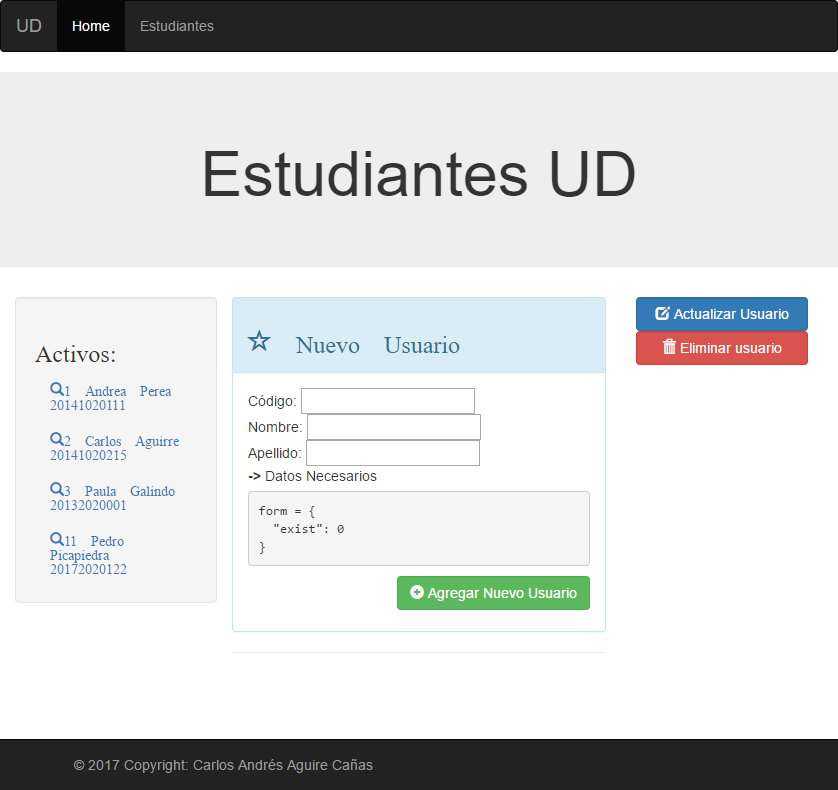 UD Home Estudiantes
Estudiantes UD
Activos:
1 Andrea Perea
20141020111
2 Carlos Aguirre
20141020215
3 Paula Galindo
20132020001
11 Pedro
Picapiedra
20172020122
Nuevo Usuario
Código:
Nombre:
Apellido:
-> Datos Necesarios
form = {
"exist": 0
}
Agregar Nuevo Usuario
Actualizar Usuario
Eliminar usuario
© 2017 Copyright: Carlos Andrés Aguire Cañas